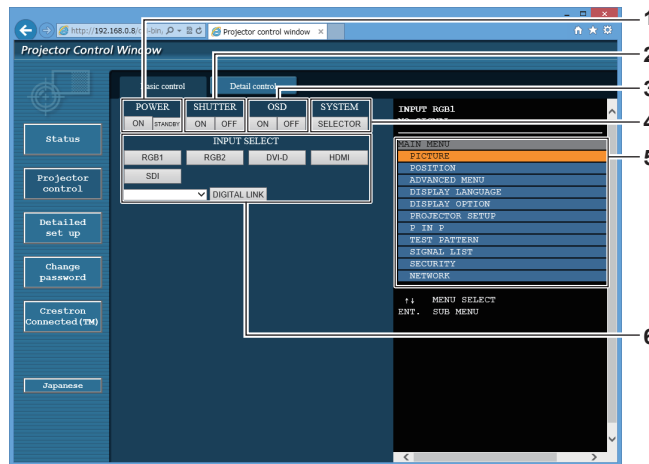 http://192.168.0.8/
Projector control window
Projector Control Window
Basic control
Detail control
POWER
SHUTTER
OSD
SYSTEM
ON
STANDBY
ON
OFF
ON
OFF
SELECTOR
INPUT SELECT
RGB1
RGB2
DVI-D
HDMI
SDI
DIGITAL LINK
Status
Projector
control
Detailed
set up
Change
password
Crestron
Connected(TM)
Japanese
INPUT RGB1
MAIN MENU
PICTURE
POSITION
ADVANCED MENU
DISPLAY LANGUAGE
DISPLAY OPTION
PROJECTOR SETUP
P IN P
TEST PATTERN
SIGNAL LIST
SECURITY
NETWORK
↑↓ MENU SELECT
ENT. SUB MENU
1
2
3
4
5
6